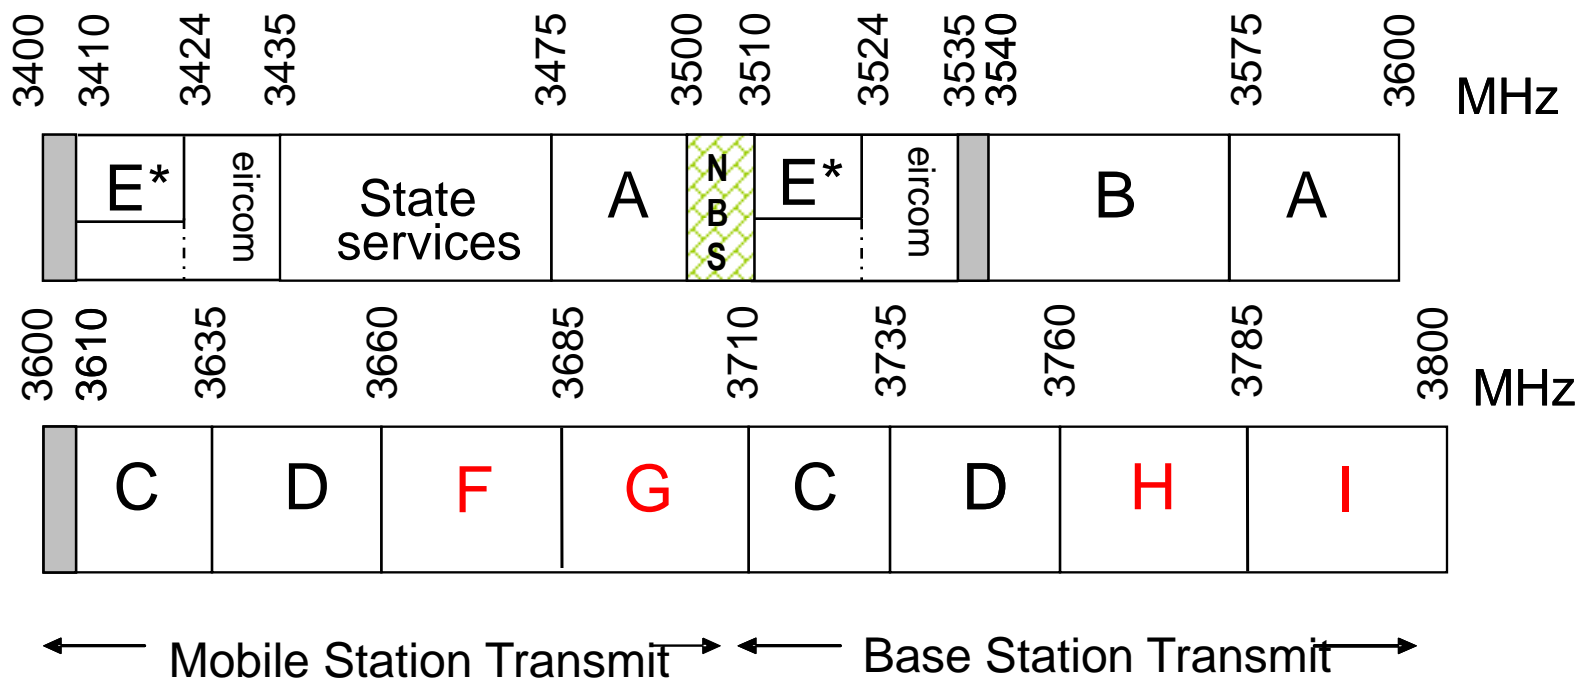 3400 3410 3424 3435 3475 3500 3510 3524 3535 3540 3575 3600 MHz
E* eircom State services A NBS E* eircom B A
3600 3610 3635 3660 3685 3710 3735 3760 3785 3800 MHz
C D F G C D H I
Mobile Station Transmit Base Station Transmit